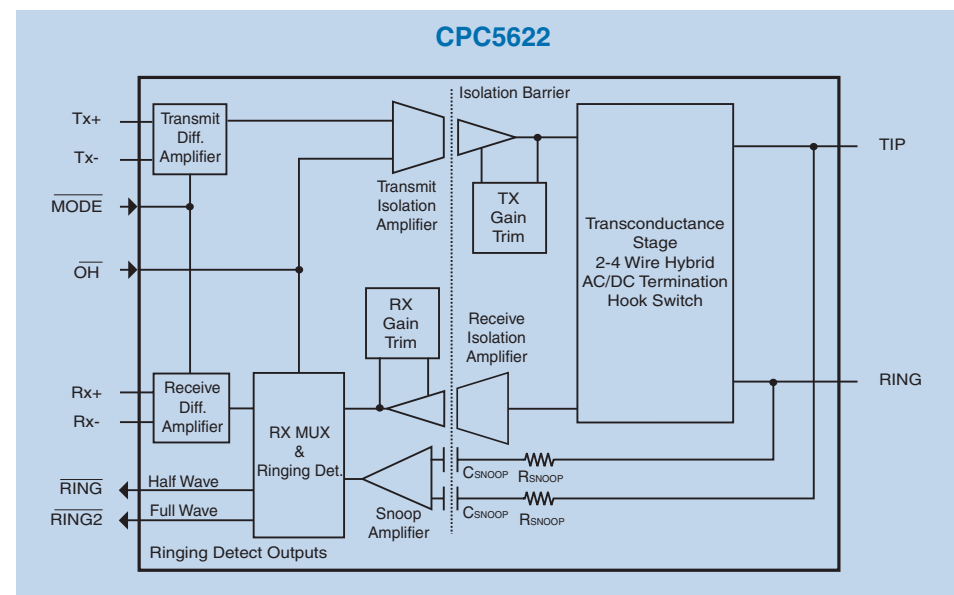 CPC5622
Isolation Barrier
Tx+
Tx-
Transmit
Diff.
Amplifier
MODE
OH
Transmit
Isolation
Amplifier
TX
Gain
Trim
Transconductance
Stage
2-4 Wire Hybrid
AC/DC Termination
Hook Switch
TIP
RX
Gain
Trim
Receive
Isolation
Amplifier
RING
Rx+
Rx-
Receive
Diff.
Amplifier
RX MUX
&
Ringing Det.
CSNOOP
RSNOOP
CSNOOP
RSNOOP
Snoop
Amplifier
RING
Half Wave
RING2
Full Wave
Ringing Detect Outputs